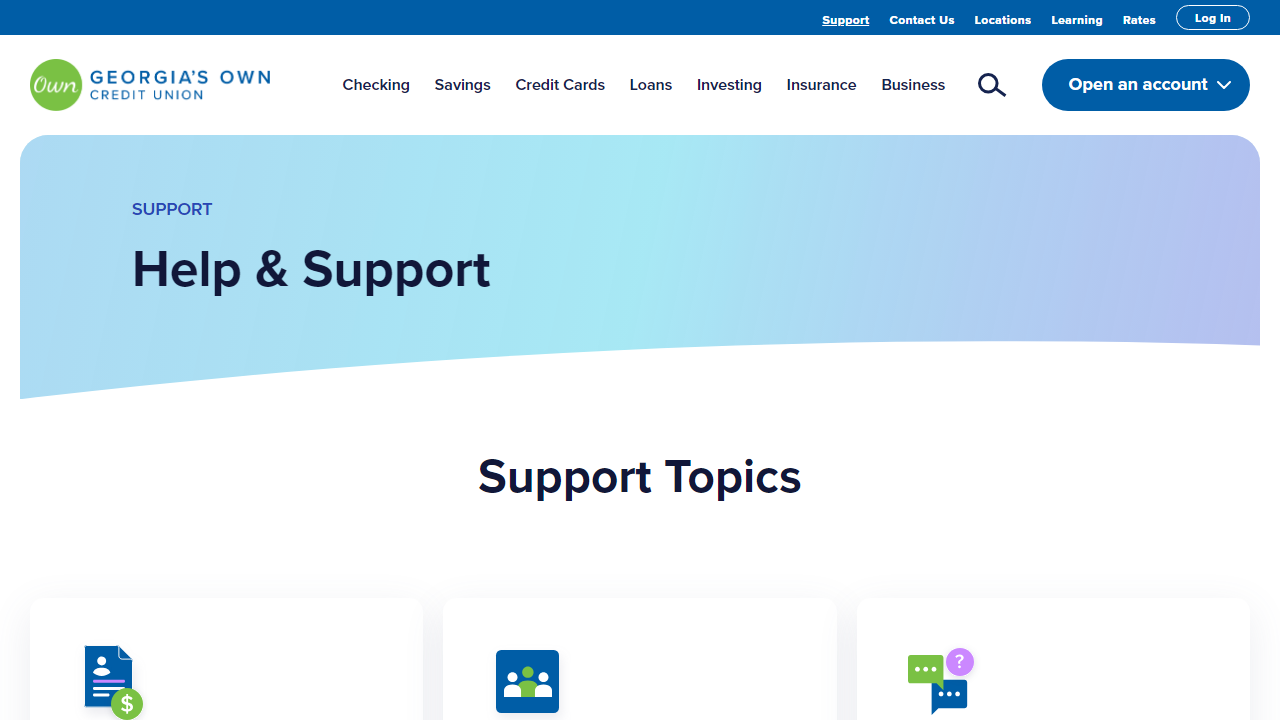 Support Contact Us Locations Learning Rates Log In
Own GEORGIA'S OWN
CREDIT UNION
Checking Savings Credit Cards Loans Investing Insurance Business Open an account
SUPPORT
Help & Support
Support Topics
?
$